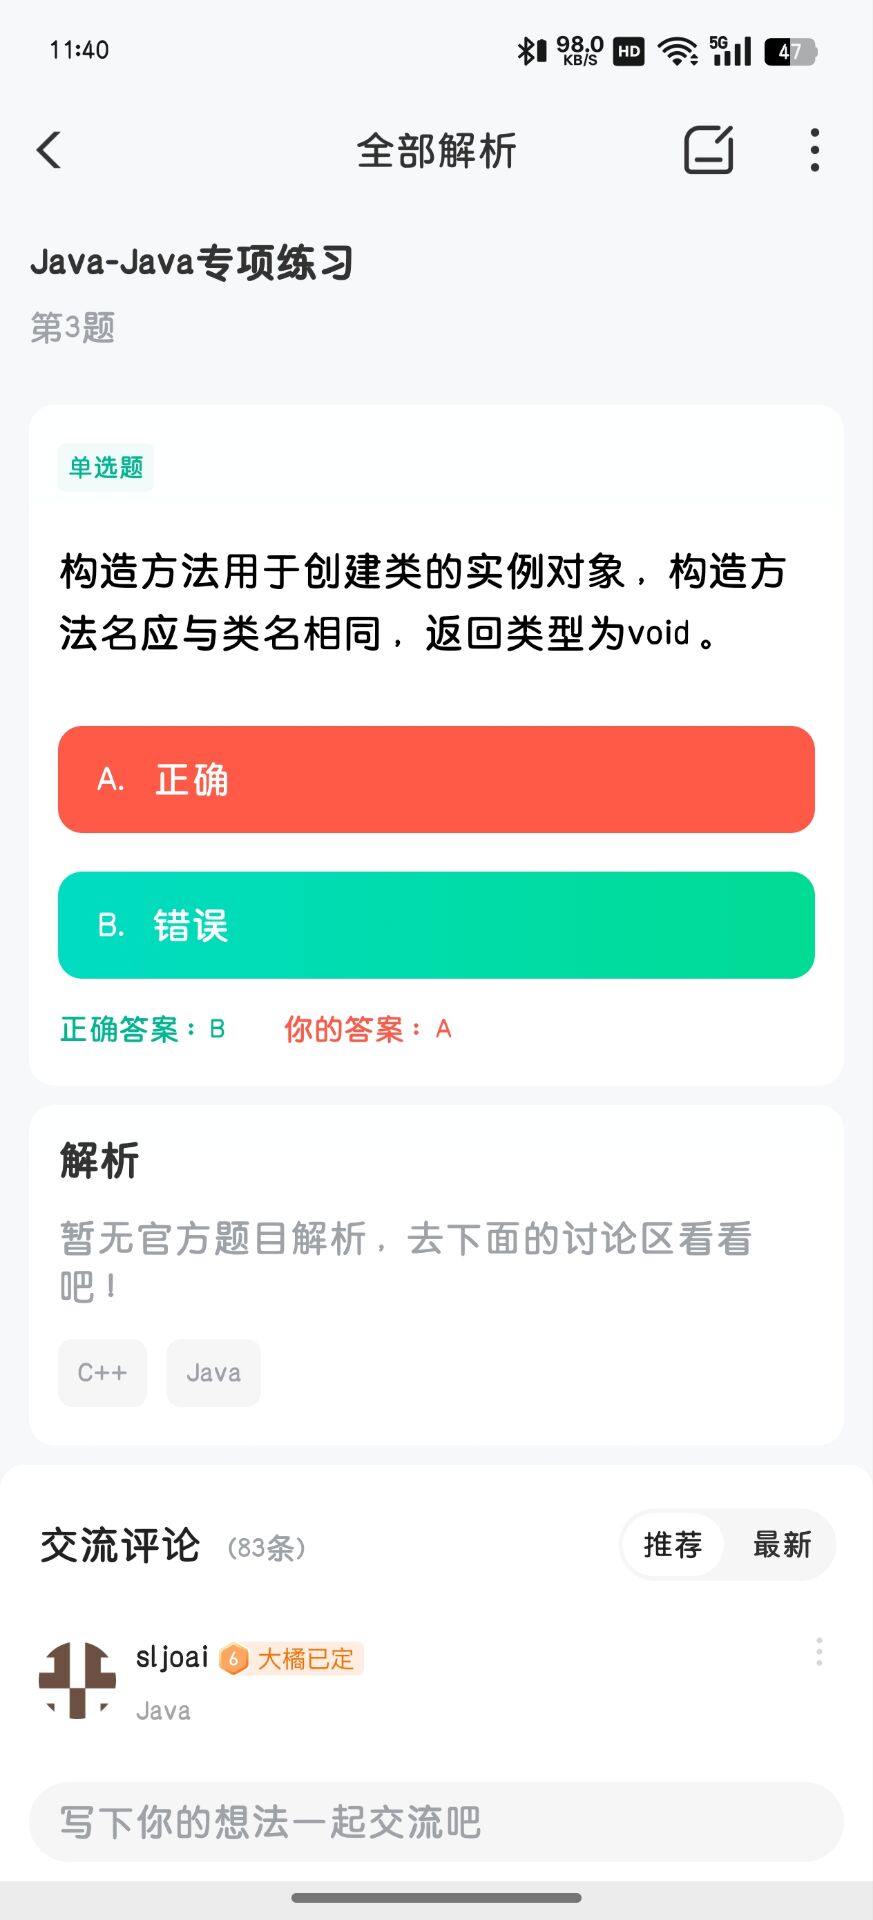 11:40
98.0
KB/S
HD
5G
47
全部解析
Java-Java专项练习
第3题
单选题
构造方法用于创建类的实例对象，构造方
法名应与类名相同，返回类型为void。
A. 正确
B. 错误
正确答案：B 你的答案：A
解析
暂无官方题目解析，去下面的讨论区看看
吧！
C++ Java
交流评论 (83条) 推荐 最新
sljoai 6 大橘已定
Java
写下你的想法一起交流吧